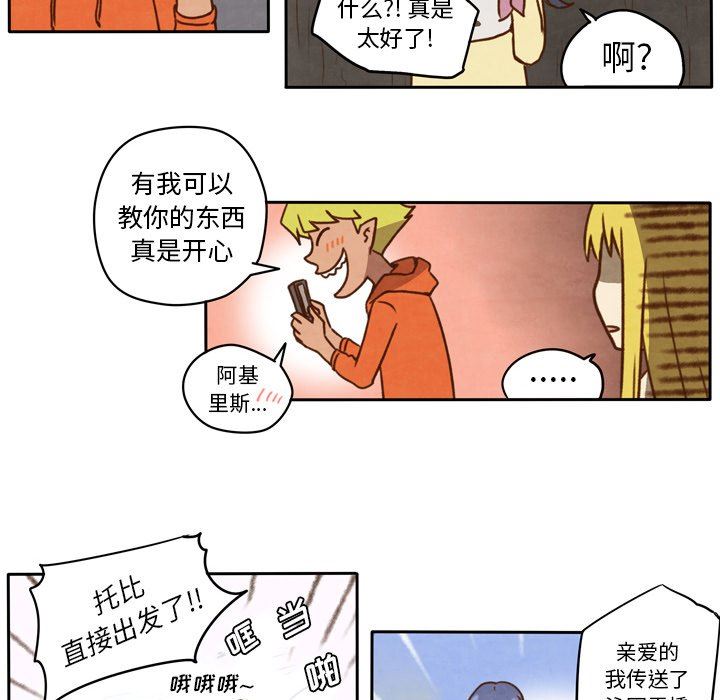 什么?! 真是
太好了!
啊?
有我可以
教你的东西
真是开心
阿基
里斯...
.....
托比
直接出发了!!
哐当
啪
哦哦哦~
亲爱的
我传送了